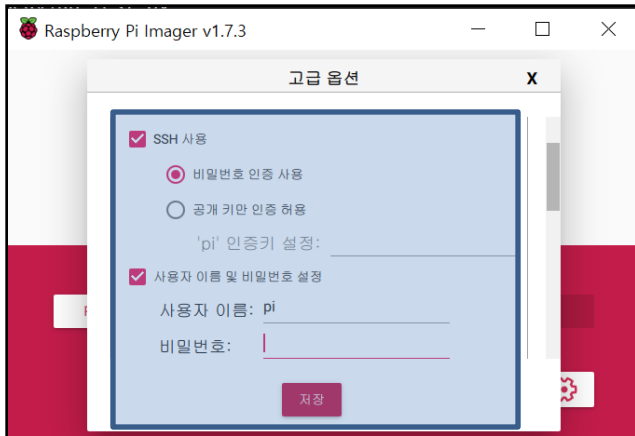 Raspberry Pi Imager v1.7.3
고급 옵션
X
SSH 사용
비밀번호 인증 사용
공개 키만 인증 허용
'pi' 인증키 설정:
사용자 이름 및 비밀번호 설정
사용자 이름: pi
비밀번호:
저장